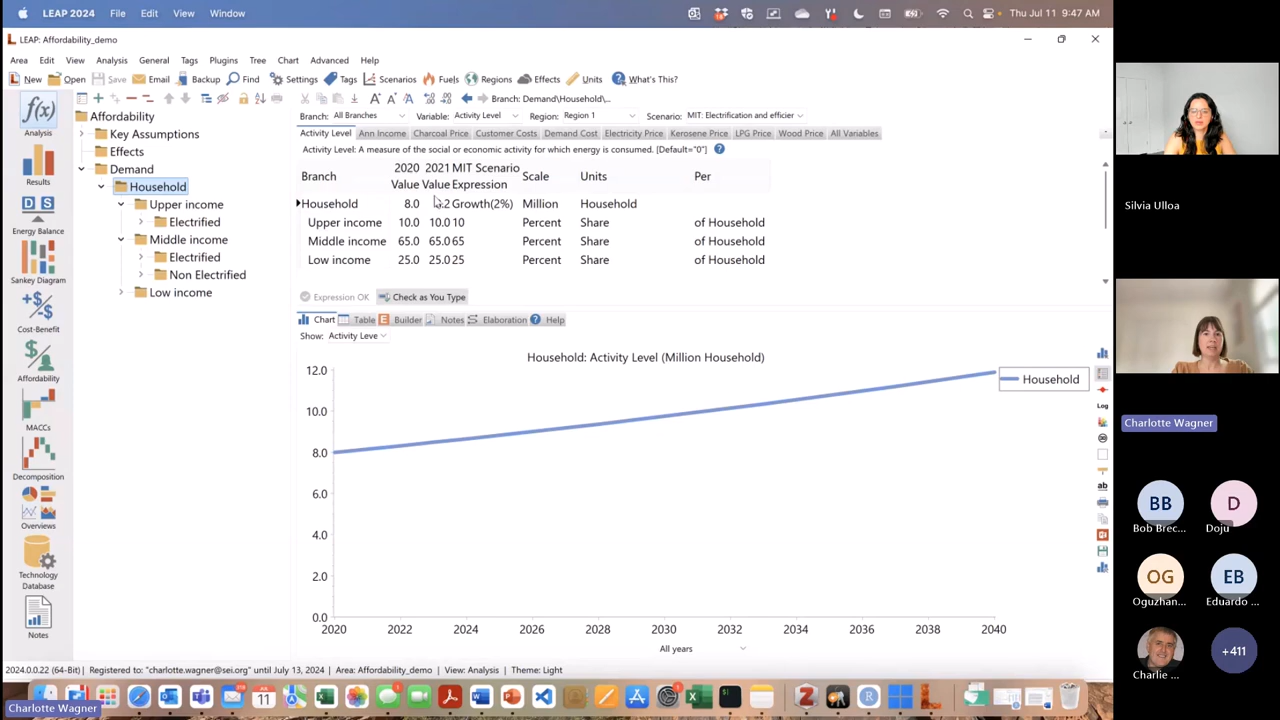 LEAP 2024 File Edit View Window Thu Jul 11 9:47 AM
LEAP: Affordability_demo
Area Edit View Analysis General Tags Plugins Tree Chart Advanced Help
New Open Save Email Backup Find Settings Tags Scenarios Fuels Regions Effects Units What's This?
Branch: Demand\Household\...
Analysis
Results
Energy Balance
Sankey Diagram
Cost-Benefit
Affordability
MACCs
Decomposition
Overviews
Technology
Database
Notes
Affordability
Key Assumptions
Effects
Demand
Household
Upper income
Electrified
Middle income
Electrified
Non Electrified
Low income
Branch: All Branches Variable: Activity Level Region: Region 1 Scenario: MIT: Electrification and efficier
Activity Level Ann Income Charcoal Price Customer Costs Demand Cost Electricity Price Kerosene Price LPG Price Wood Price All Variables
Activity Level: A measure of the social or economic activity for which energy is consumed. [Default="0"]
Branch 2020 Value 2021 Value MIT Scenario Expression Scale Units Per
Household 8.0 .2 Growth(2%) Million Household
Upper income 10.0 10.0 10 Percent Share of Household
Middle income 65.0 65.0 65 Percent Share of Household
Low income 25.0 25.0 25 Percent Share of Household
Expression OK Check as You Type
Chart Table Builder Notes Elaboration Help
Show: Activity Leve
Household: Activity Level (Million Household)
12.0
10.0
8.0
6.0
4.0
2.0
0.0
2020 2022 2024 2026 2028 2030 2032 2034 2036 2038 2040
Household
Log
ab
All years
2024.0.0.22 (64-Bit) Registered to: "charlotte.wagner@sei.org" until July 13, 2024 Area: Affordability_demo View: Analysis Theme: Light
Charlotte Wagner
Silvia Ulloa
Charlotte Wagner
BB
Bob Brec...
D
Doju
OG
Oguzhan...
EB
Eduardo ...
Charlie ...
+411